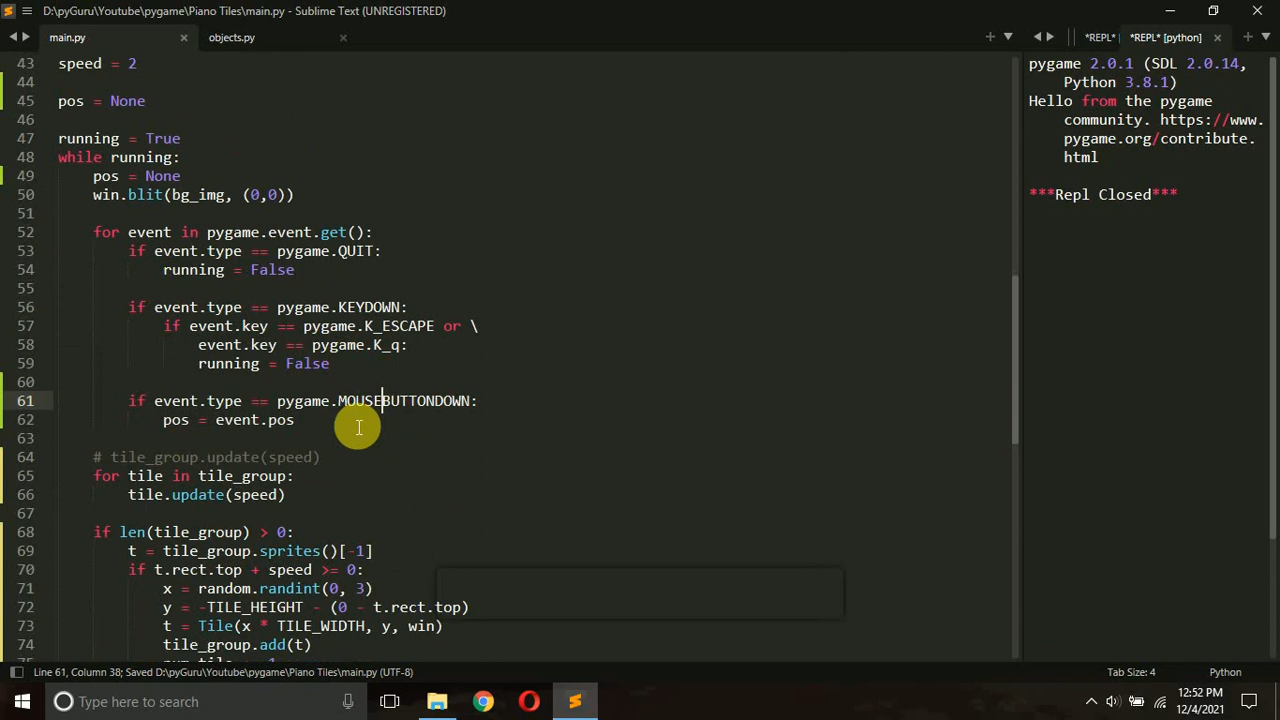 D:\pyGuru\Youtube\pygame\Piano Tiles\main.py - Sublime Text (UNREGISTERED)
main.py
objects.py
*REPL*
*REPL* [python]
43 speed = 2
44
45 pos = None
46
47 running = True
48 while running:
49 pos = None
50 win.blit(bg_img, (0,0))
51
52 for event in pygame.event.get():
53 if event.type == pygame.QUIT:
54 running = False
55
56 if event.type == pygame.KEYDOWN:
57 if event.key == pygame.K_ESCAPE or \
58 event.key == pygame.K_q:
59 running = False
60
61 if event.type == pygame.MOUSEBUTTONDOWN:
62 pos = event.pos
63
64 # tile_group.update(speed)
65 for tile in tile_group:
66 tile.update(speed)
67
68 if len(tile_group) > 0:
69 t = tile_group.sprites()[-1]
70 if t.rect.top + speed >= 0:
71 x = random.randint(0, 3)
72 y = -TILE_HEIGHT - (0 - t.rect.top)
73 t = Tile(x * TILE_WIDTH, y, win)
74 tile_group.add(t)
pygame 2.0.1 (SDL 2.0.14,
Python 3.8.1)
Hello from the pygame
community. https://www.
pygame.org/contribute.
html
***Repl Closed***
Line 61, Column 38; Saved D:\pyGuru\Youtube\pygame\Piano Tiles\main.py (UTF-8)
Tab Size: 4
Python
Type here to search
12:52 PM
12/4/2021